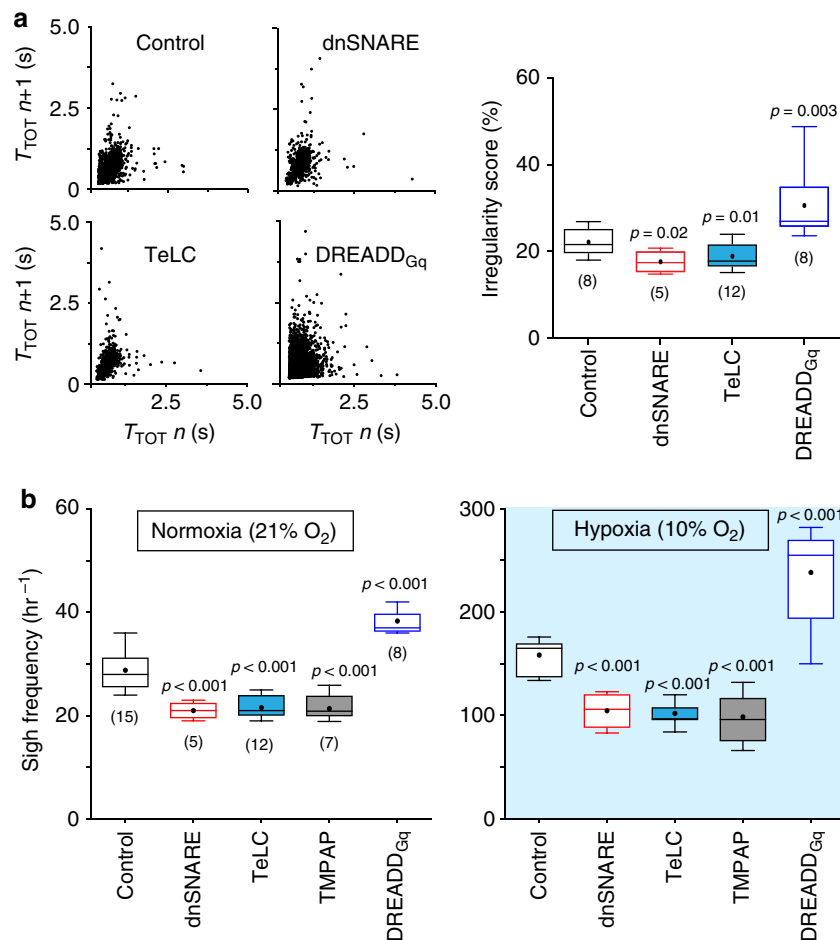 a
5.0
2.5
0
T_TOT n+1 (s)
Control
dnSNARE
5.0
2.5
0
T_TOT n+1 (s)
TeLC
DREADD_Gq
2.5
5.0
2.5
5.0
T_TOT n (s)
T_TOT n (s)
60
40
20
0
Irregularity score (%)
p = 0.003
p = 0.02
p = 0.01
(8)
(5)
(12)
(8)
Control
dnSNARE
TeLC
DREADD_Gq
b
60
40
20
0
Sigh frequency (hr⁻¹)
Normoxia (21% O₂)
p < 0.001
p < 0.001
p < 0.001
p < 0.001
(15)
(5)
(12)
(7)
(8)
Control
dnSNARE
TeLC
TMPAP
DREADD_Gq
300
200
100
0
Hypoxia (10% O₂)
p < 0.001
p < 0.001
p < 0.001
p < 0.001
Control
dnSNARE
TeLC
TMPAP
DREADD_Gq